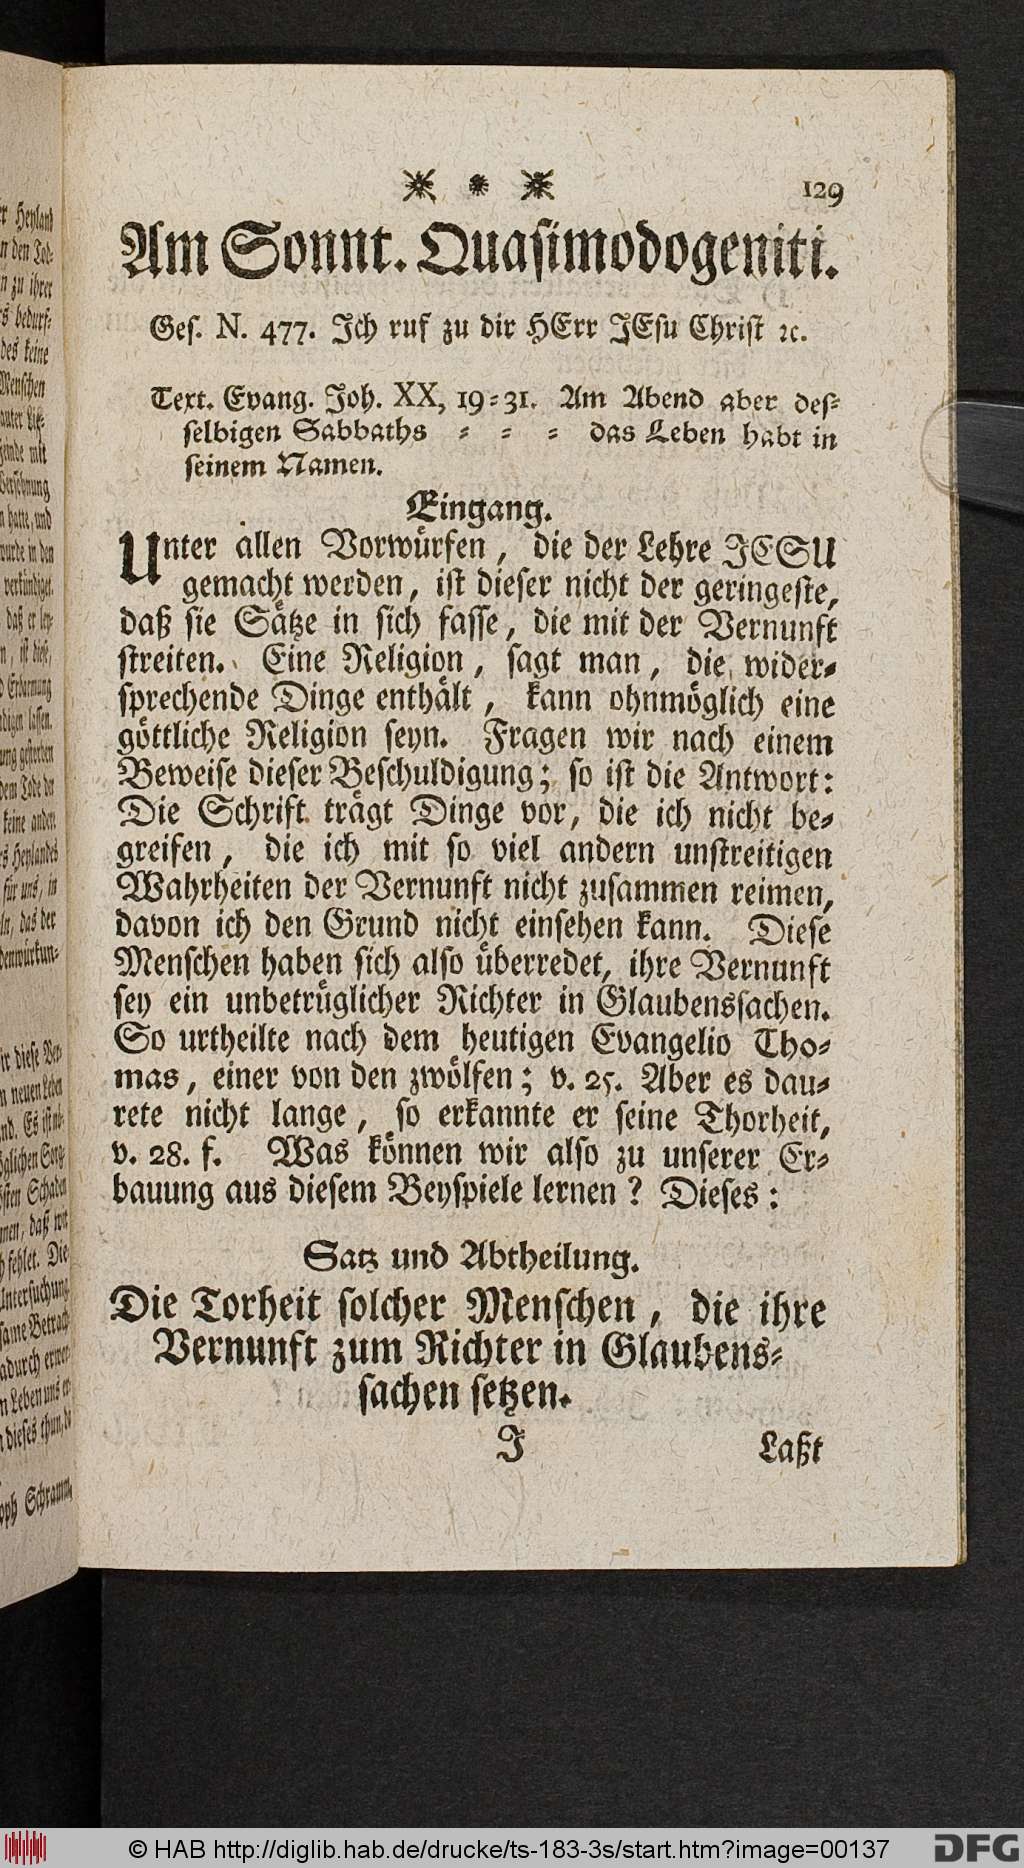 129
Am Sonnt. Quasimodogeniti.
Ges. N. 477. Ich ruf zu dir HErr JEsu Christ ꝛc.
Text. Evang. Joh. XX, 19-31. Am Abend aber des-
selbigen Sabbaths - - - das Leben habt in
seinem Namen.
Eingang.
Unter allen Vorwürfen, die der Lehre JESU
gemacht werden, ist dieser nicht der geringeste,
daß sie Sätze in sich fasse, die mit der Vernunft
streiten. Eine Religion, sagt man, die wider-
sprechende Dinge enthält, kann ohnmöglich eine
göttliche Religion seyn. Fragen wir nach einem
Beweise dieser Beschuldigung; so ist die Antwort:
Die Schrift trägt Dinge vor, die ich nicht be-
greifen, die ich mit so viel andern unstreitigen
Wahrheiten der Vernunft nicht zusammen reimen,
davon ich den Grund nicht einsehen kann. Diese
Menschen haben sich also überredet, ihre Vernunft
sey ein unbetrüglicher Richter in Glaubenssachen.
So urtheilte nach dem heutigen Evangelio Tho-
mas, einer von den zwölfen; v. 25. Aber es dau-
rete nicht lange, so erkannte er seine Thorheit,
v. 28. f. Was können wir also zu unserer Er-
bauung aus diesem Beyspiele lernen? Dieses:
Satz und Abtheilung.
Die Torheit solcher Menschen, die ihre
Vernunft zum Richter in Glaubens-
sachen setzen.
J Laßt
© HAB http://diglib.hab.de/drucke/ts-183-3s/start.htm?image=00137 DFG